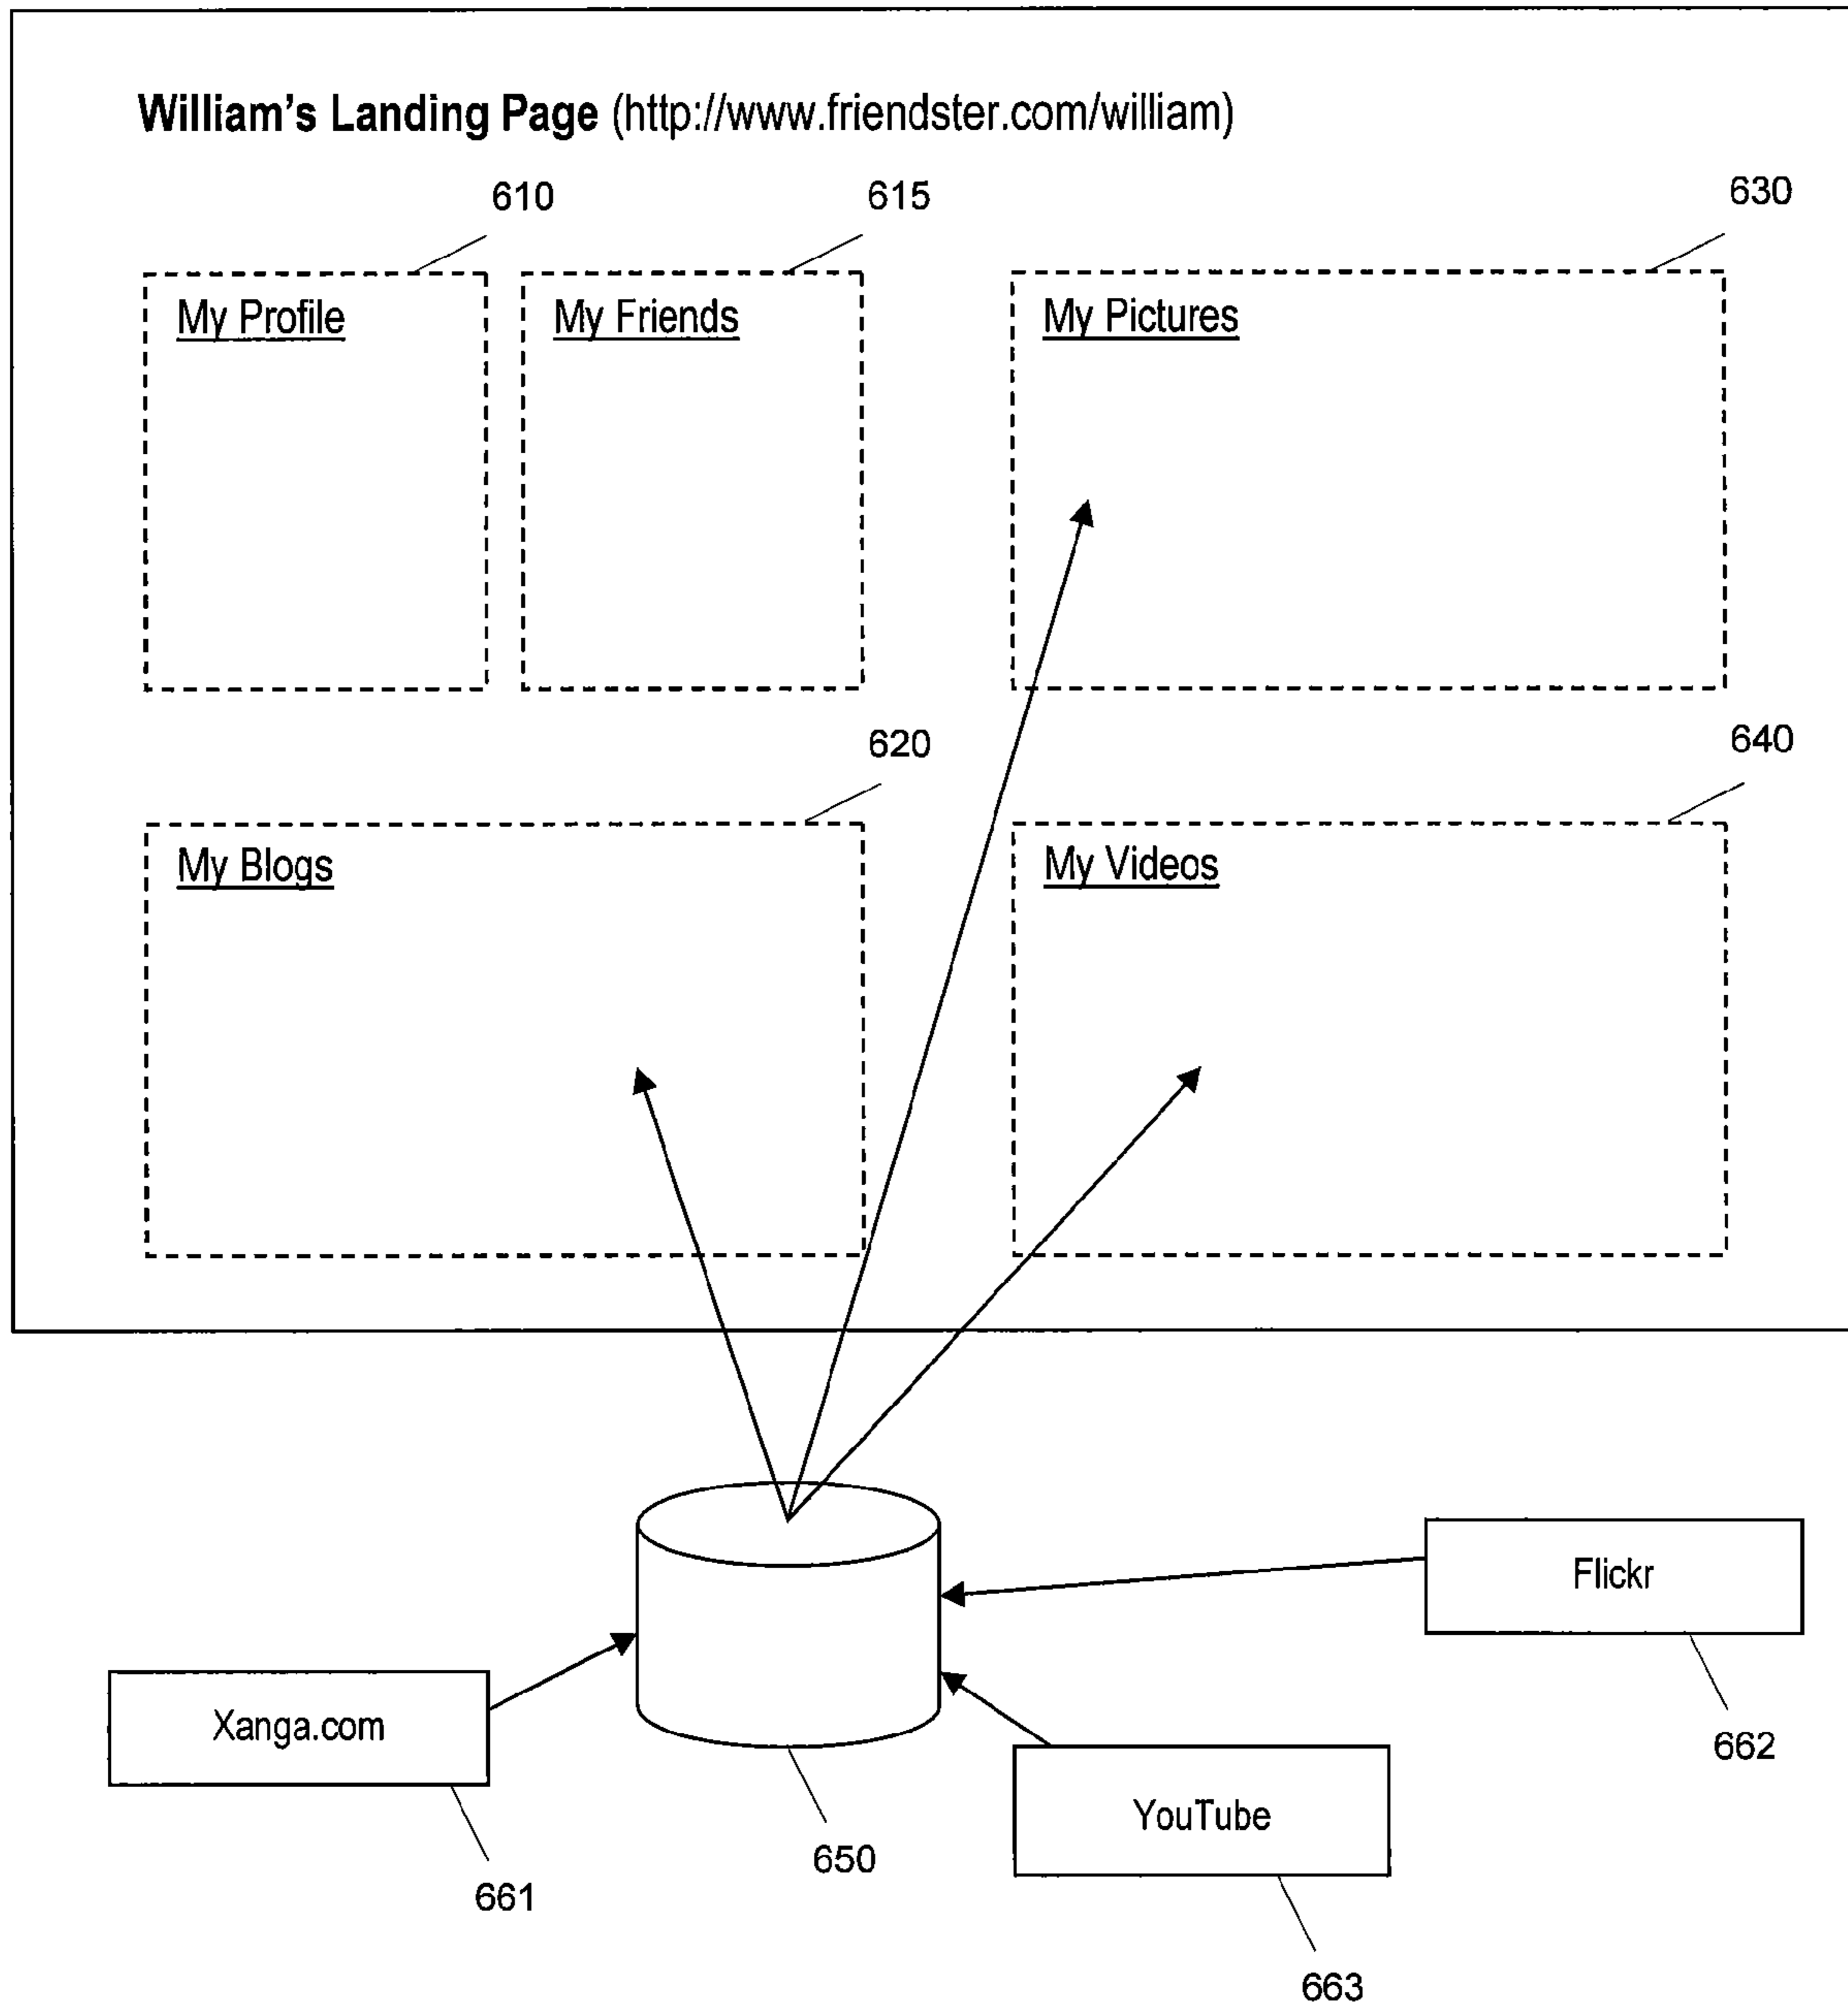 William's Landing Page (http://www.friendster.com/william)
610
615
630
My Profile
My Friends
My Pictures
620
640
My Blogs
My Videos
Flickr
662
Xanga.com
661
650
YouTube
663